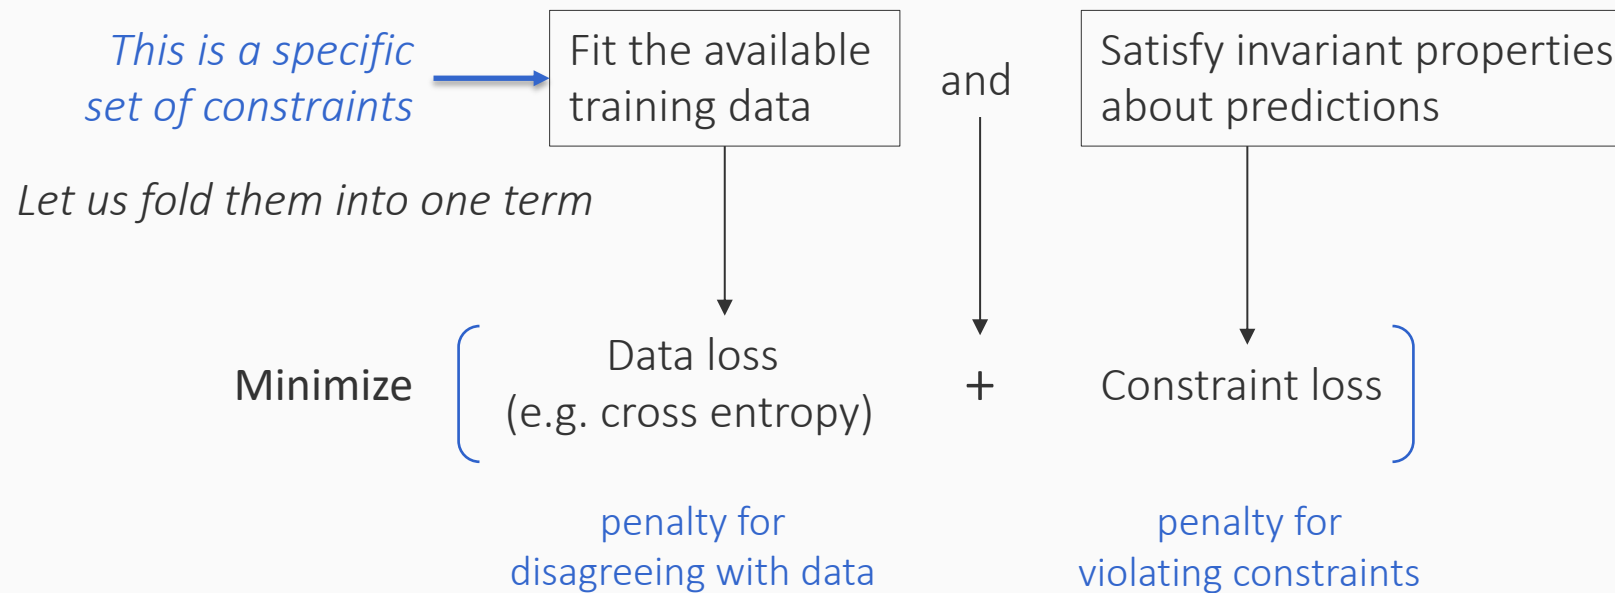 This is a specific
set of constraints
Fit the available
training data
and
Satisfy invariant properties
about predictions
Let us fold them into one term
Minimize
Data loss
(e.g. cross entropy)
+
Constraint loss
penalty for
disagreeing with data
penalty for
violating constraints